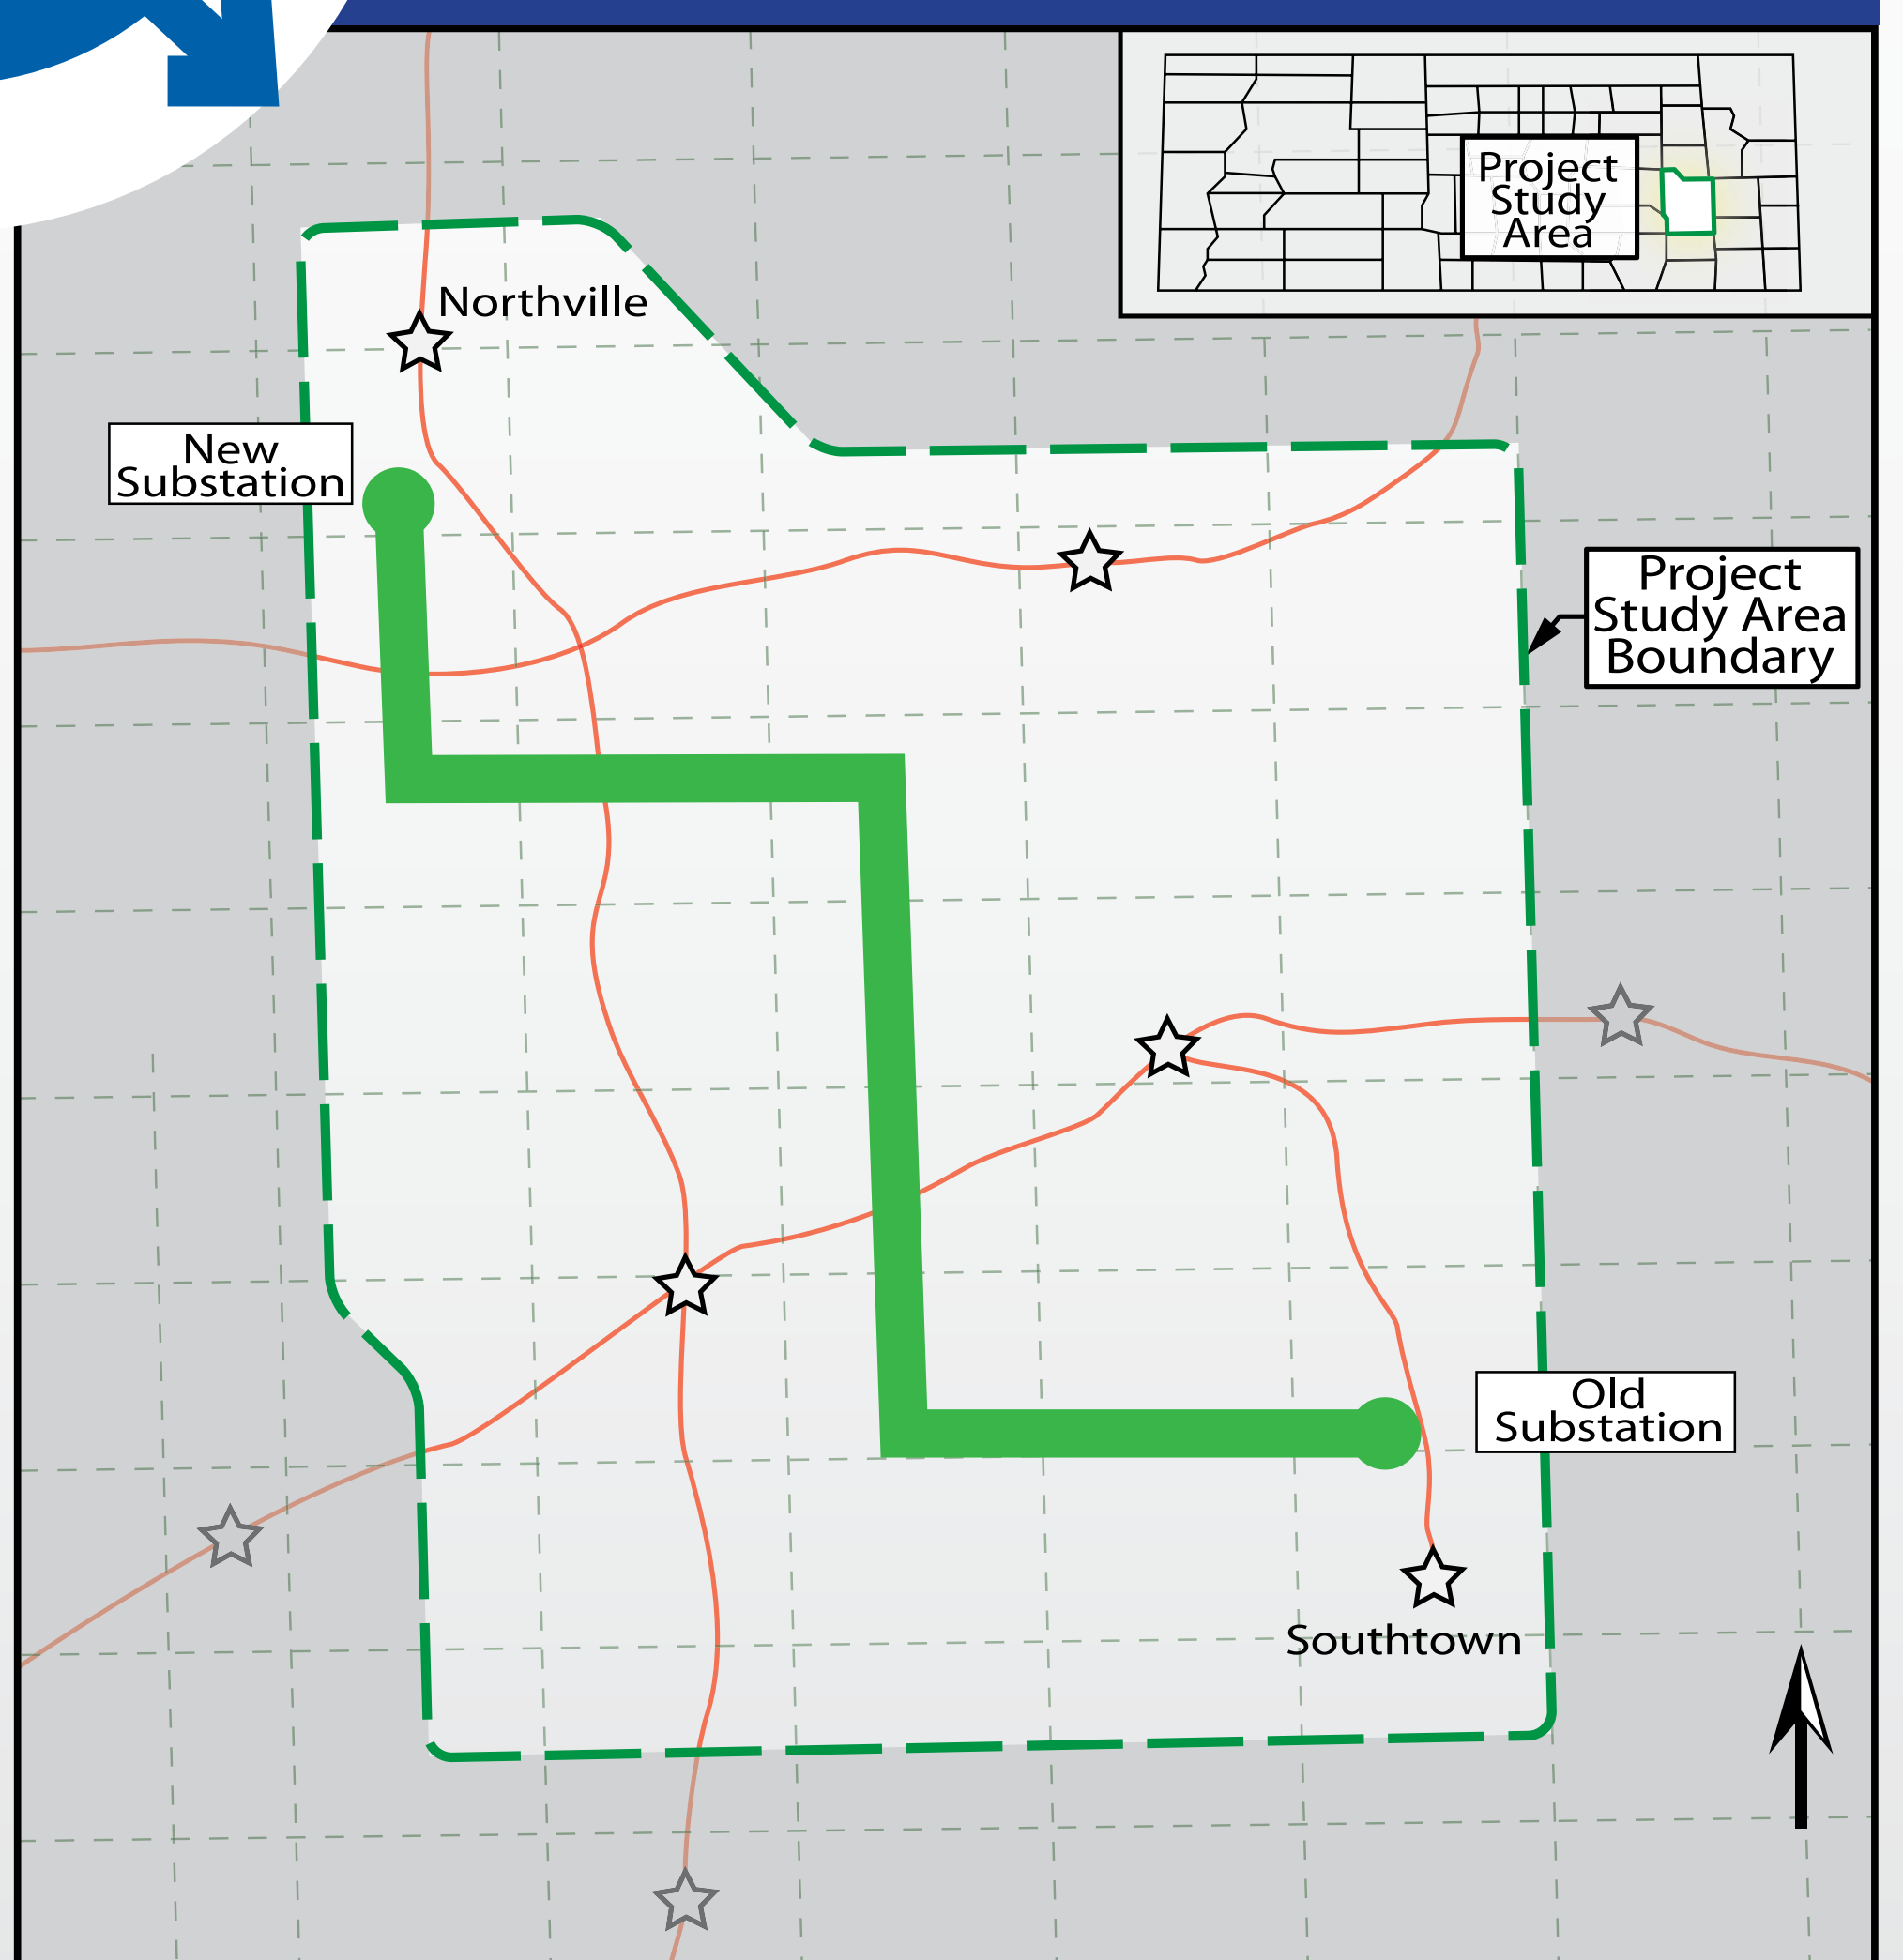 Project
Study
Area
Northville
New
Substation
Project
Study Area
Boundary
Old
Substation
Southtown